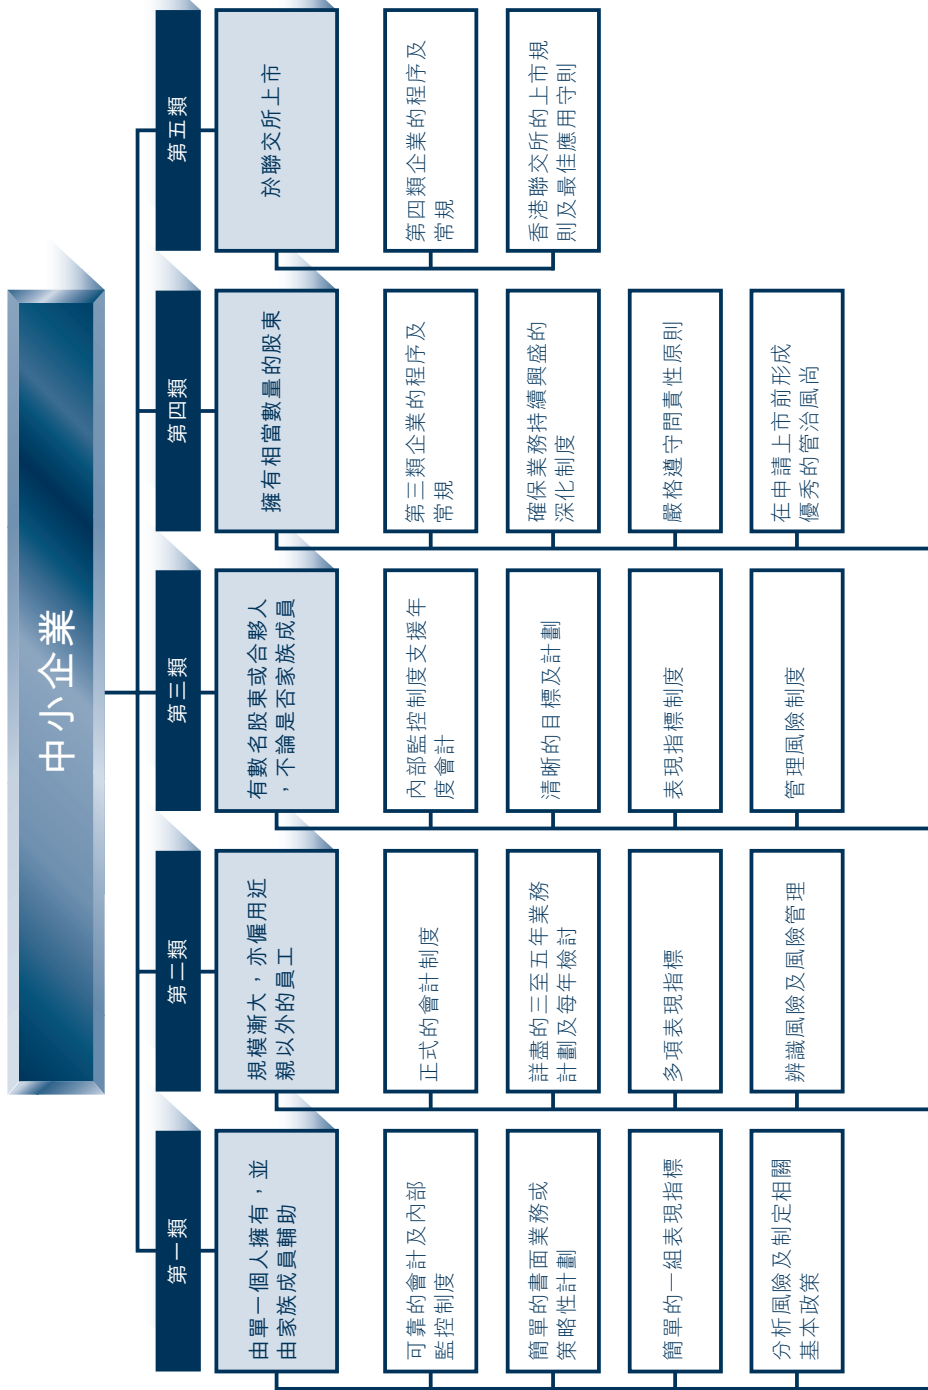 中小企業
第一類
由單一個人擁有，並
由家族成員輔助
可靠的會計及內部
監控制度
簡單的書面業務或
策略性計劃
簡單的一組表現指標
分析風險及制定相關
基本政策
第二類
規模漸大，亦僱用近
親以外的員工
正式的會計制度
詳盡的三至五年業務
計劃及每年檢討
多項表現指標
辨識風險及風險管理
第三類
有數名股東或合夥人
，不論是否家族成員
內部監控制度支援年
度會計
清晰的目標及計劃
表現指標制度
管理風險制度
第四類
擁有相當數量的股東
第三類企業的程序及
常規
確保業務持續興盛的
深化制度
嚴格遵守問責性原則
在申請上市前形成
優秀的管治風尚
第五類
於聯交所上市
第四類企業的程序及
常規
香港聯交所的上市規
則及最佳應用守則